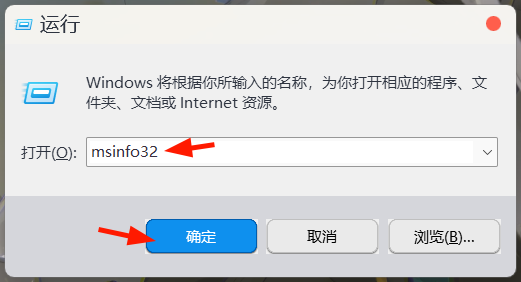 运行
Windows 将根据你所输入的名称，为你打开相应的程序、文
件夹、文档或 Internet 资源。
打开(O): msinfo32
确定 取消 浏览(B)...